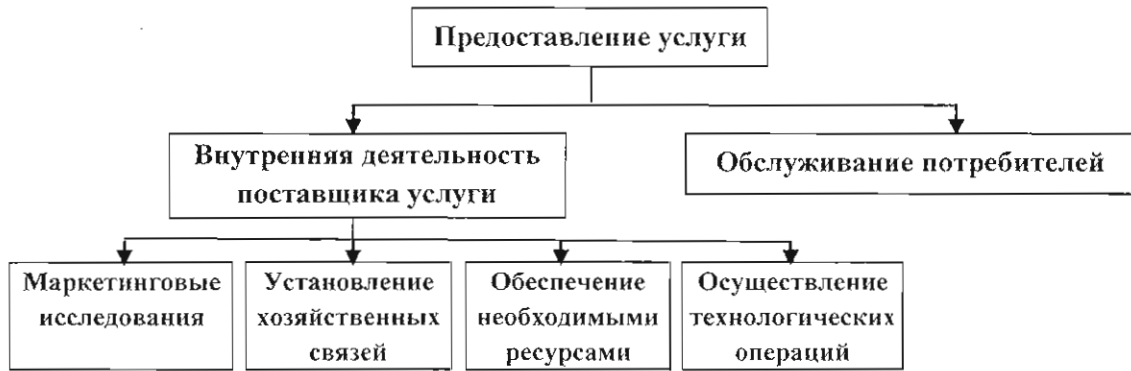 Предоставление услуги
Внутренняя деятельность
поставщика услуги
Обслуживание потребителей
Маркетинговые
исследования
Установление
хозяйственных
связей
Обеспечение
необходимыми
ресурсами
Осуществление
технологических
операций